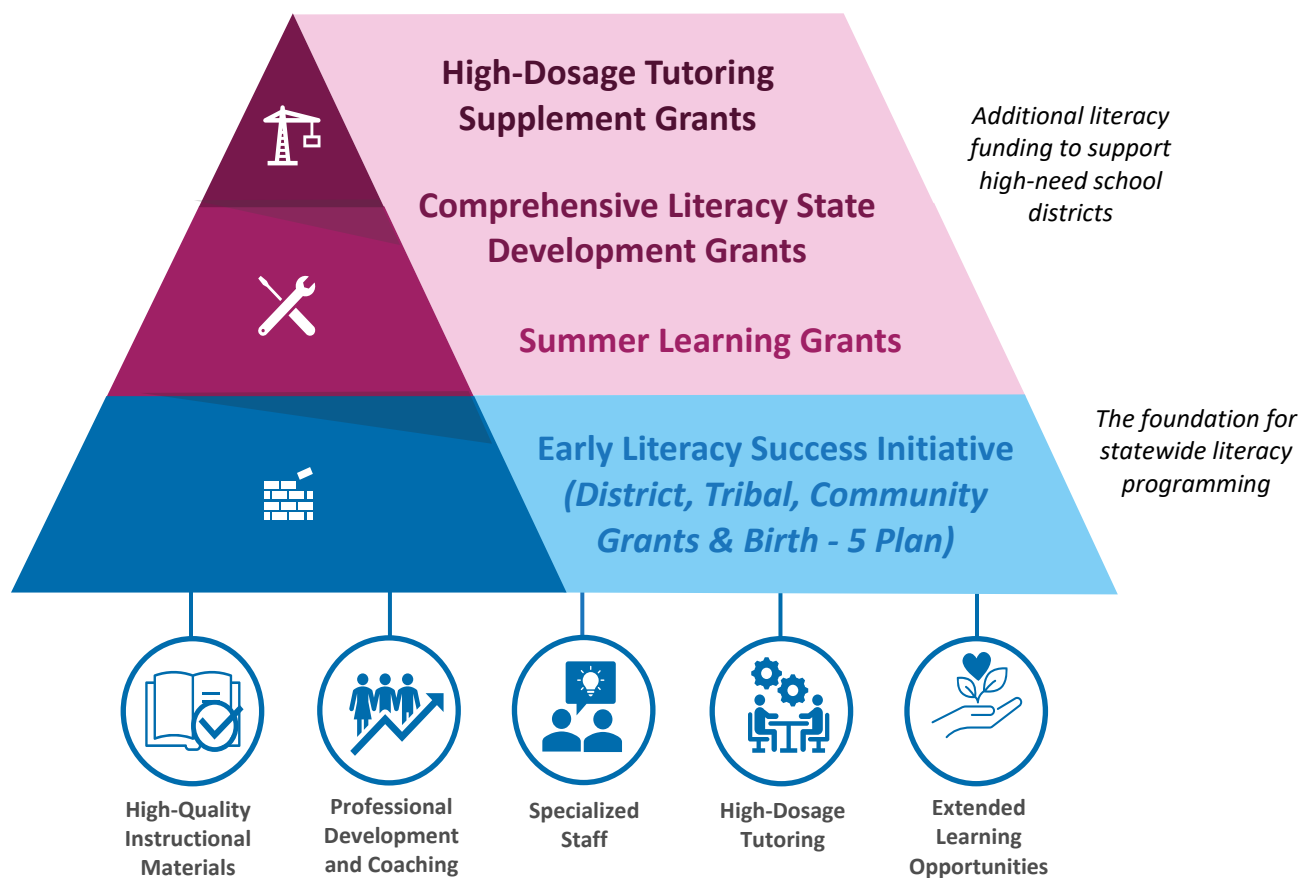 High-Dosage Tutoring
Supplement Grants
Additional literacy
funding to support
high-need school
districts
Comprehensive Literacy State
Development Grants
Summer Learning Grants
Early Literacy Success Initiative
(District, Tribal, Community
Grants & Birth - 5 Plan)
The foundation for
statewide literacy
programming
High-Quality
Instructional
Materials
Professional
Development
and Coaching
Specialized
Staff
High-Dosage
Tutoring
Extended
Learning
Opportunities